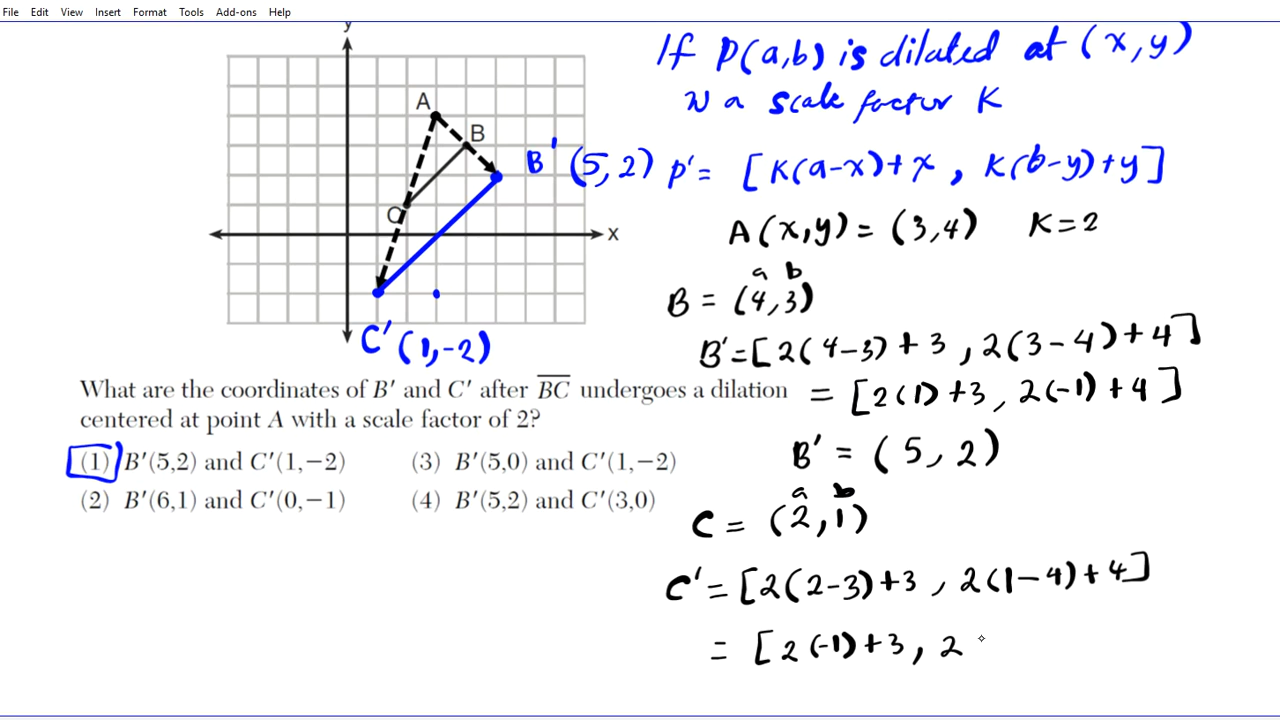 File Edit View Insert Format Tools Add-ons Help
y
A
B
B'(5,2)
C
x
C'(1,-2)
What are the coordinates of B′ and C′ after B̅C̅ undergoes a dilation
centered at point A with a scale factor of 2?
(1) B′(5,2) and C′(1,−2) (3) B′(5,0) and C′(1,−2)
(2) B′(6,1) and C′(0,−1) (4) B′(5,2) and C′(3,0)
If P(a,b) is dilated at (x,y)
w a scale factor K
P' = [K(a-x)+x, K(b-y)+y]
A(x,y) = (3,4) K=2
a b
B = (4,3)
B'=[2(4-3)+3, 2(3-4)+4]
= [2(1)+3, 2(-1)+4]
B' = (5,2)
a b
C = (2,1)
C' = [2(2-3)+3, 2(1-4)+4]
= [2(-1)+3, 2